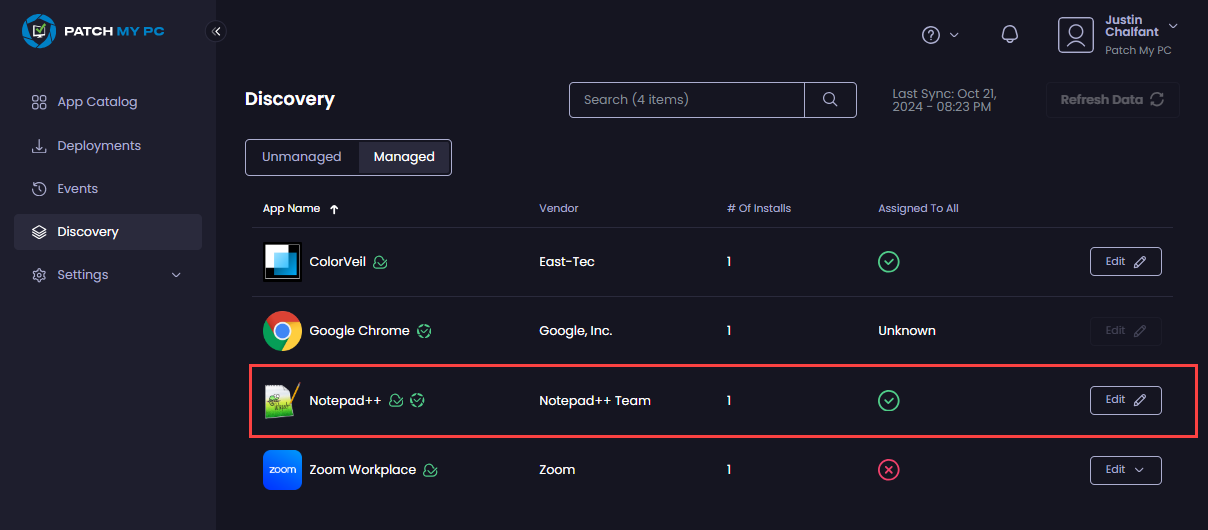 PATCH MY PC
Justin
Chalfant
Patch My PC
App Catalog
Deployments
Events
Discovery
Settings
Discovery
Search (4 items)
Last Sync: Oct 21,
2024 - 08:23 PM
Refresh Data
Unmanaged Managed
App Name Vendor # Of Installs Assigned To All
ColorVeil East-Tec 1 Edit
Google Chrome Google, Inc. 1 Unknown Edit
Notepad++ Notepad++ Team 1 Edit
zoom Zoom Workplace Zoom 1 Edit